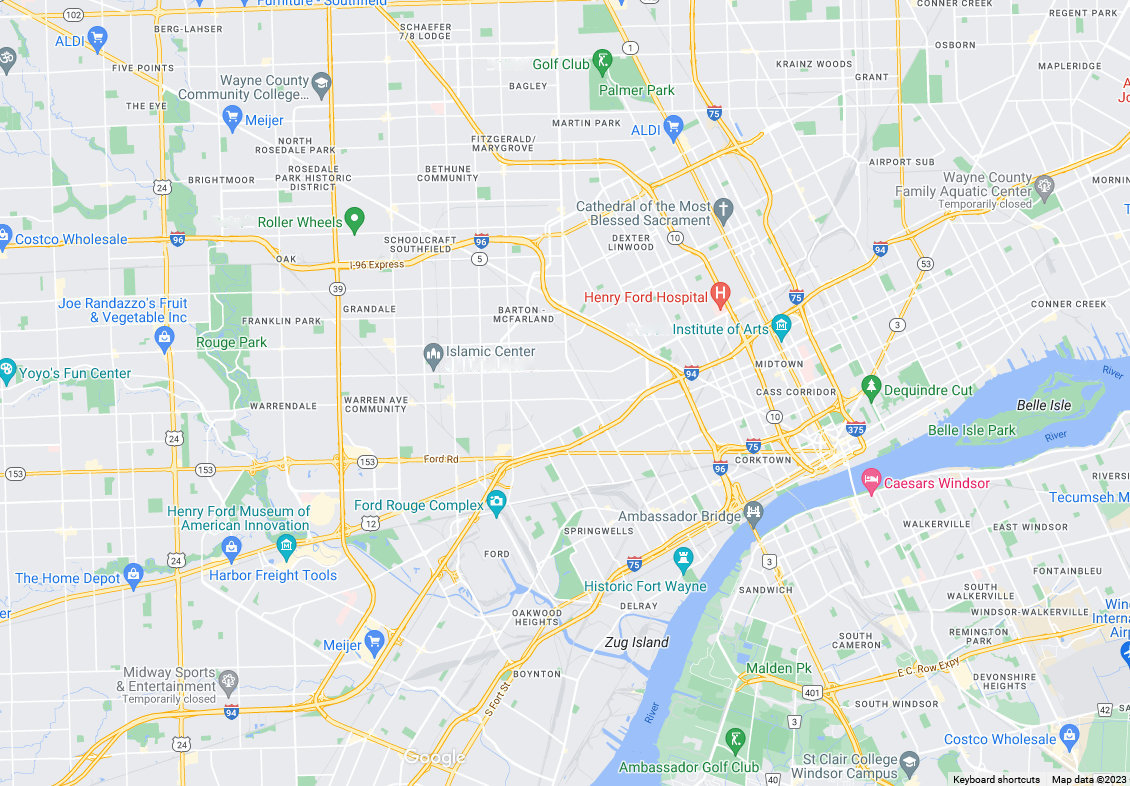 102
Furniture - Southfield
CONNER CREEK
REGENT PARK
BERG-LAHSER
SCHAEFER
7/8 LODGE
ALDI
1
OSBORN
FIVE POINTS
Golf Club
KRAINZ WOODS
MAPLERIDGE
Wayne County
Community College...
BAGLEY
Palmer Park
GRANT
THE EYE
Meijer
MARTIN PARK
ALDI
75
NORTH
ROSEDALE PARK
FITZGERALD/
MARYGROVE
ROSEDALE
PARK HISTORIC
DISTRICT
BETHUNE
COMMUNITY
AIRPORT SUB
BRIGHTMOOR
24
Wayne County
Family Aquatic Center
Temporarily closed
MORNIN
Cathedral of the Most
Blessed Sacrament
Roller Wheels
Costco Wholesale
96
SCHOOLCRAFT
SOUTHFIELD
96
DEXTER
LINWOOD
10
94
OAK
I-96 Express
5
53
39
Henry Ford Hospital
75
Joe Randazzo's Fruit
& Vegetable Inc
GRANDALE
BARTON -
MCFARLAND
CONNER CREEK
FRANKLIN PARK
Institute of Arts
3
Rouge Park
Islamic Center
MIDTOWN
Yoyo's Fun Center
94
River
Dequindre Cut
CASS CORRIDOR
WARRENDALE
WARREN AVE
COMMUNITY
Belle Isle
10
375
Belle Isle Park
24
75
River
153
153
153
Ford Rd
96
CORKTOWN
Caesars Windsor
RIVERSI
Tecumseh M
Henry Ford Museum of
American Innovation
Ford Rouge Complex
Ambassador Bridge
12
SPRINGWELLS
WALKERVILLE
EAST WINDSOR
FORD
24
3
75
The Home Depot
Harbor Freight Tools
Historic Fort Wayne
SANDWICH
FONTAINBLEU
SOUTH
WALKERVILLE
er
OAKWOOD
HEIGHTS
DELRAY
WINDSOR-WALKERVILLE
Win
Interna
Airp
Zug Island
SOUTH
CAMERON
REMINGTON
PARK
Meijer
Malden Pk
E C. Row Expy
Midway Sports
& Entertainment
Temporarily closed
BOYNTON
DEVONSHIRE
HEIGHTS
401
94
S Fort St
River
SOUTH WINDSOR
42
3
24
Costco Wholesale
Google
Ambassador Golf Club
St Clair College
Windsor Campus
40
Keyboard shortcuts
Map data ©2023